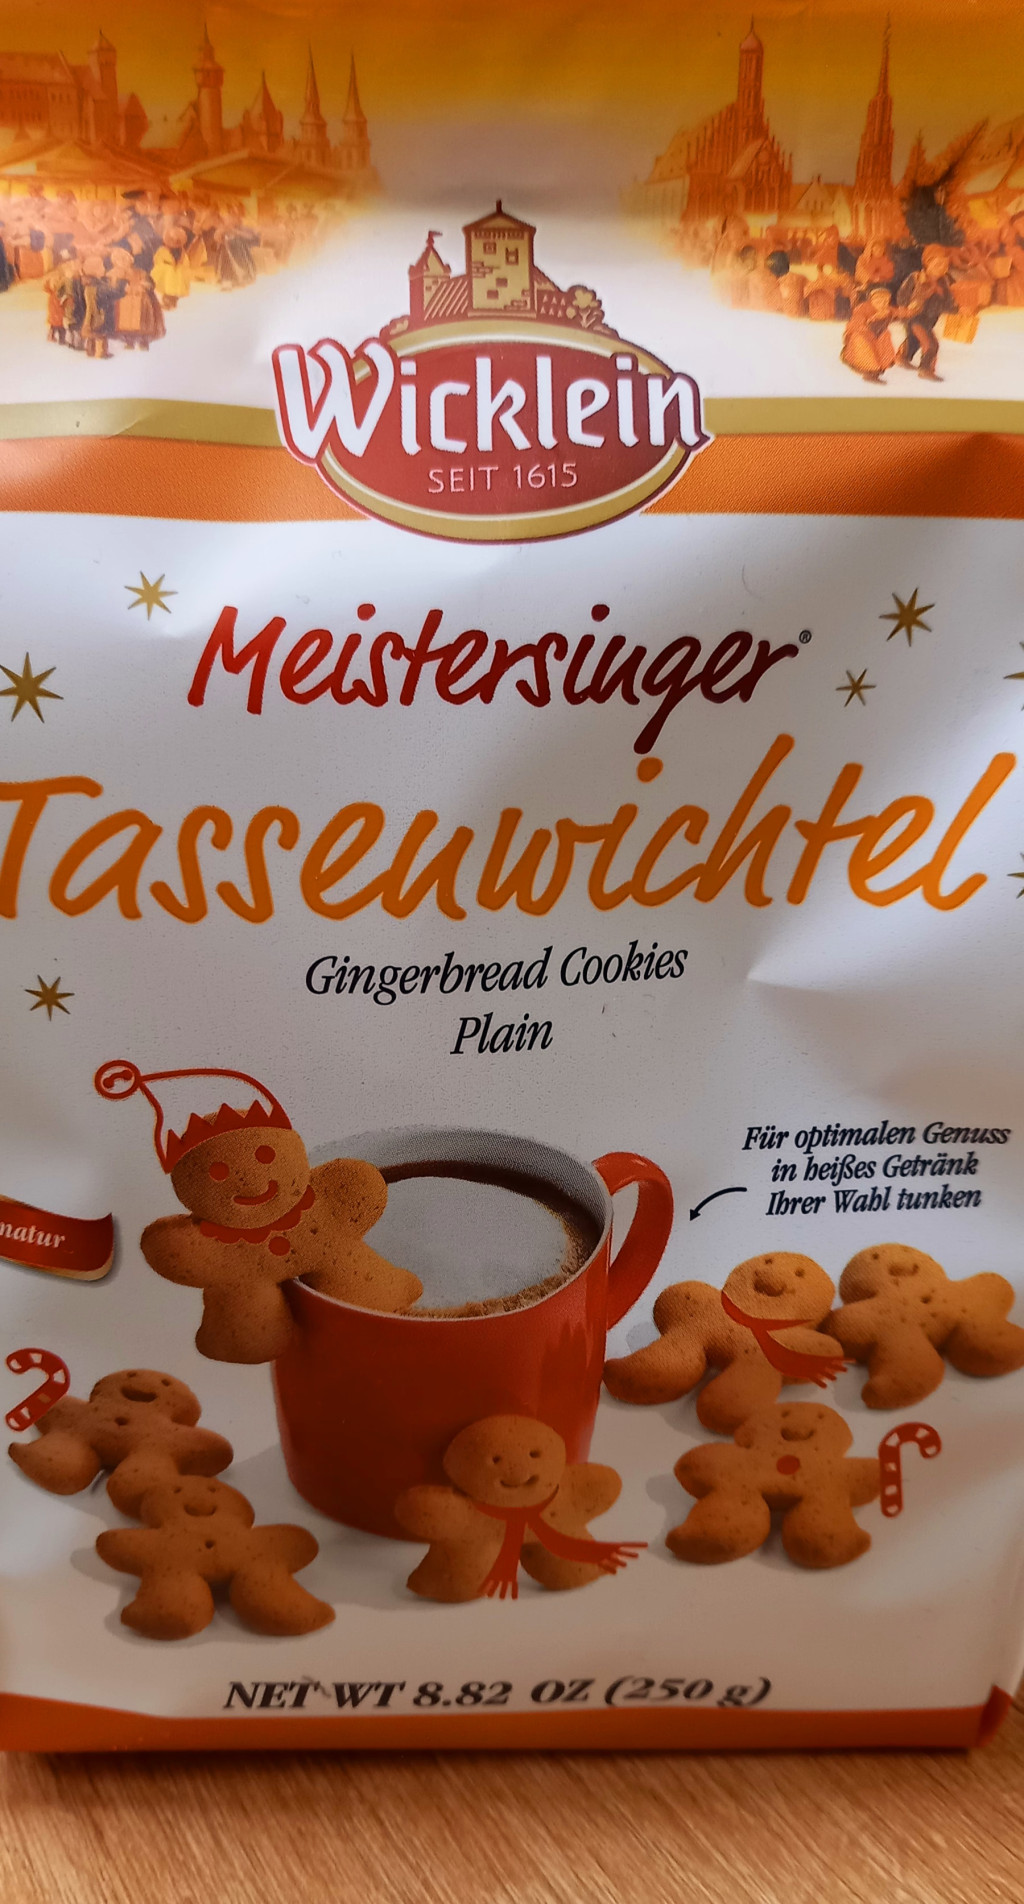 Wicklein
SEIT 1615
Meistersinger®
Tassenwichtel
Gingerbread Cookies
Plain
Für optimalen Genuss
in heißes Getränk
Ihrer Wahl tunken
natur
NET WT 8.82 OZ (250 g)